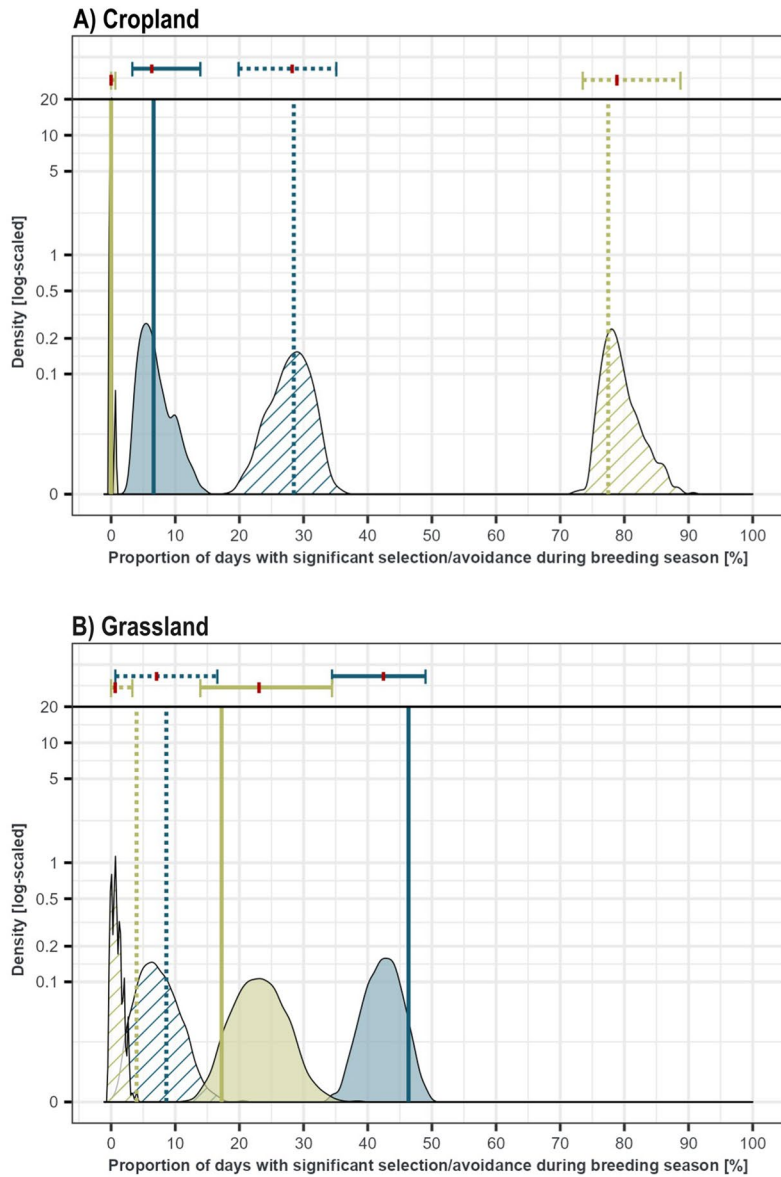 A) Cropland
20
10
5
1
0.5
0.2
0.1
0
Density [log-scaled]
0 10 20 30 40 50 60 70 80 90 100
Proportion of days with significant selection/avoidance during breeding season [%]
B) Grassland
20
10
5
1
0.5
0.2
0.1
0
Density [log-scaled]
0 10 20 30 40 50 60 70 80 90 100
Proportion of days with significant selection/avoidance during breeding season [%]